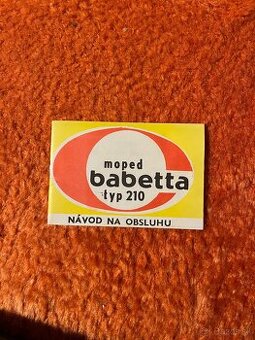 moped
babetta
typ 210
NÁVOD NA OBSLUHU